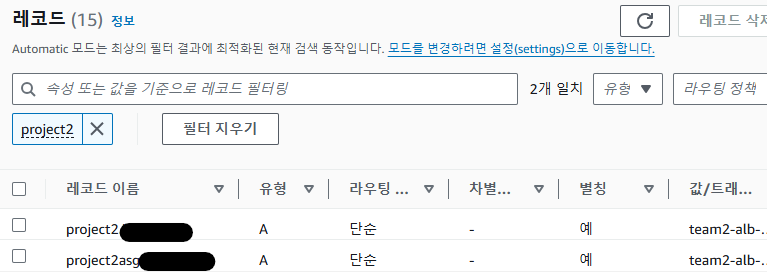 레코드 (15) 정보
레코드 삭제
Automatic 모드는 최상의 필터 결과에 최적화된 현재 검색 동작입니다. 모드를 변경하려면 설정(settings)으로 이동합니다.
속성 또는 값을 기준으로 레코드 필터링 2개 일치 유형 라우팅 정책
project2 필터 지우기
레코드 이름 유형 라우팅 ... 차별... 별칭 값/트래...
project2 A 단순 - 예 team2-alb-...
project2asg A 단순 - 예 team2-alb-...